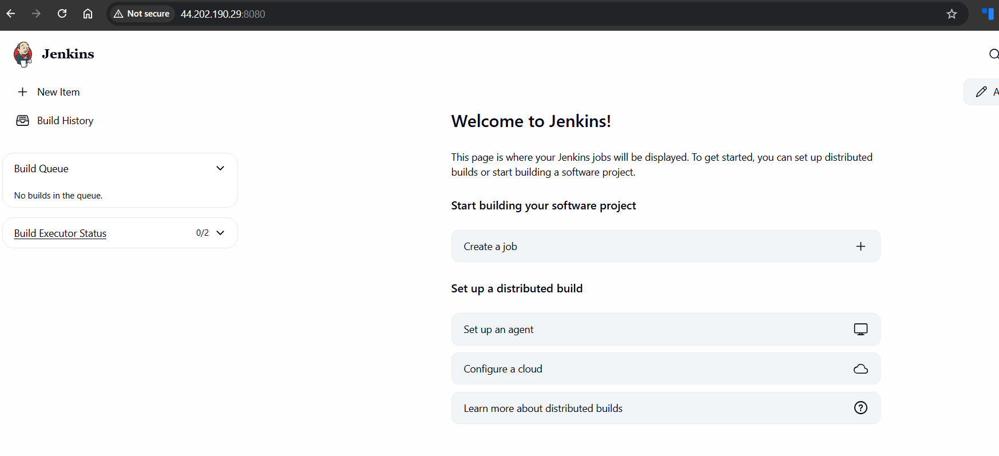 Not secure 44.202.190.29:8080
Jenkins
New Item
Build History
A
Welcome to Jenkins!
This page is where your Jenkins jobs will be displayed. To get started, you can set up distributed
builds or start building a software project.
Build Queue
No builds in the queue.
Build Executor Status 0/2
Start building your software project
Create a job
Set up a distributed build
Set up an agent
Configure a cloud
Learn more about distributed builds